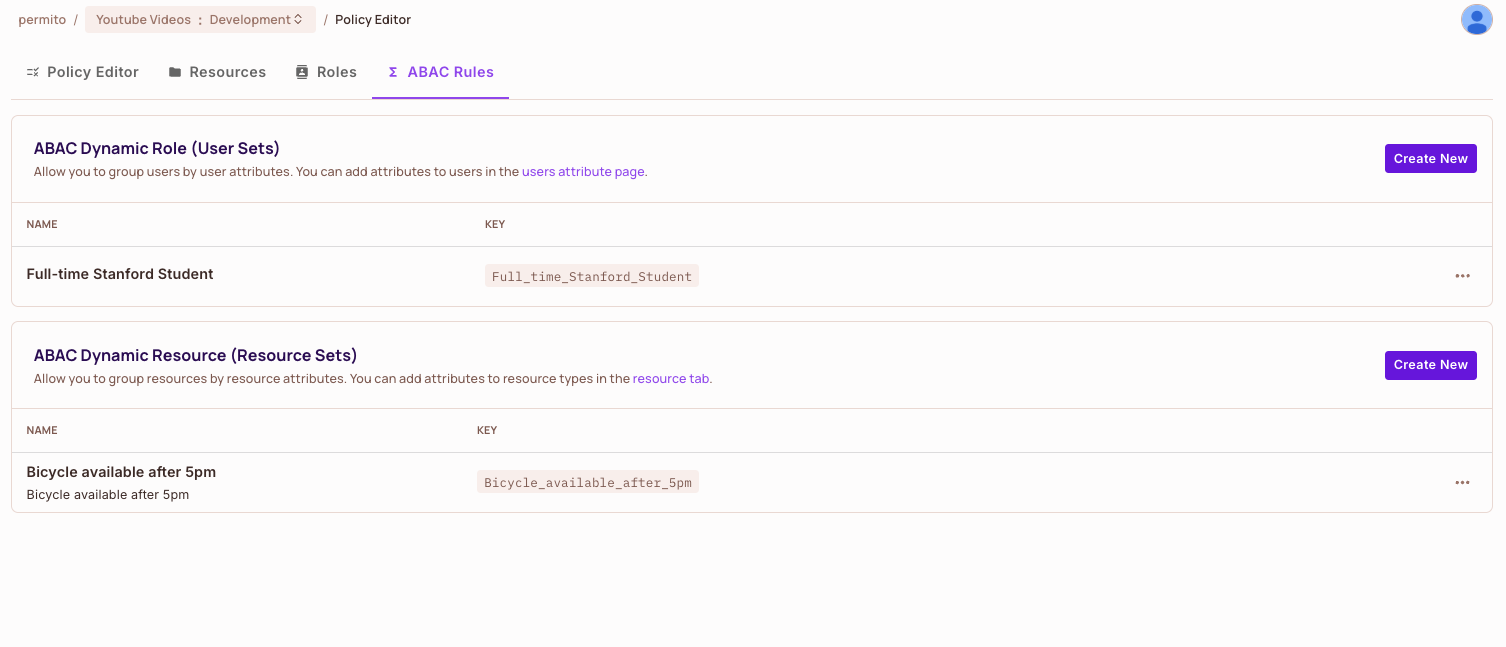 permito / Youtube Videos : Development / Policy Editor
Policy Editor Resources Roles Σ ABAC Rules
ABAC Dynamic Role (User Sets)
Allow you to group users by user attributes. You can add attributes to users in the users attribute page.
Create New
NAME KEY
Full-time Stanford Student Full_time_Stanford_Student
ABAC Dynamic Resource (Resource Sets)
Allow you to group resources by resource attributes. You can add attributes to resource types in the resource tab.
Create New
NAME KEY
Bicycle available after 5pm
Bicycle available after 5pm
Bicycle_available_after_5pm